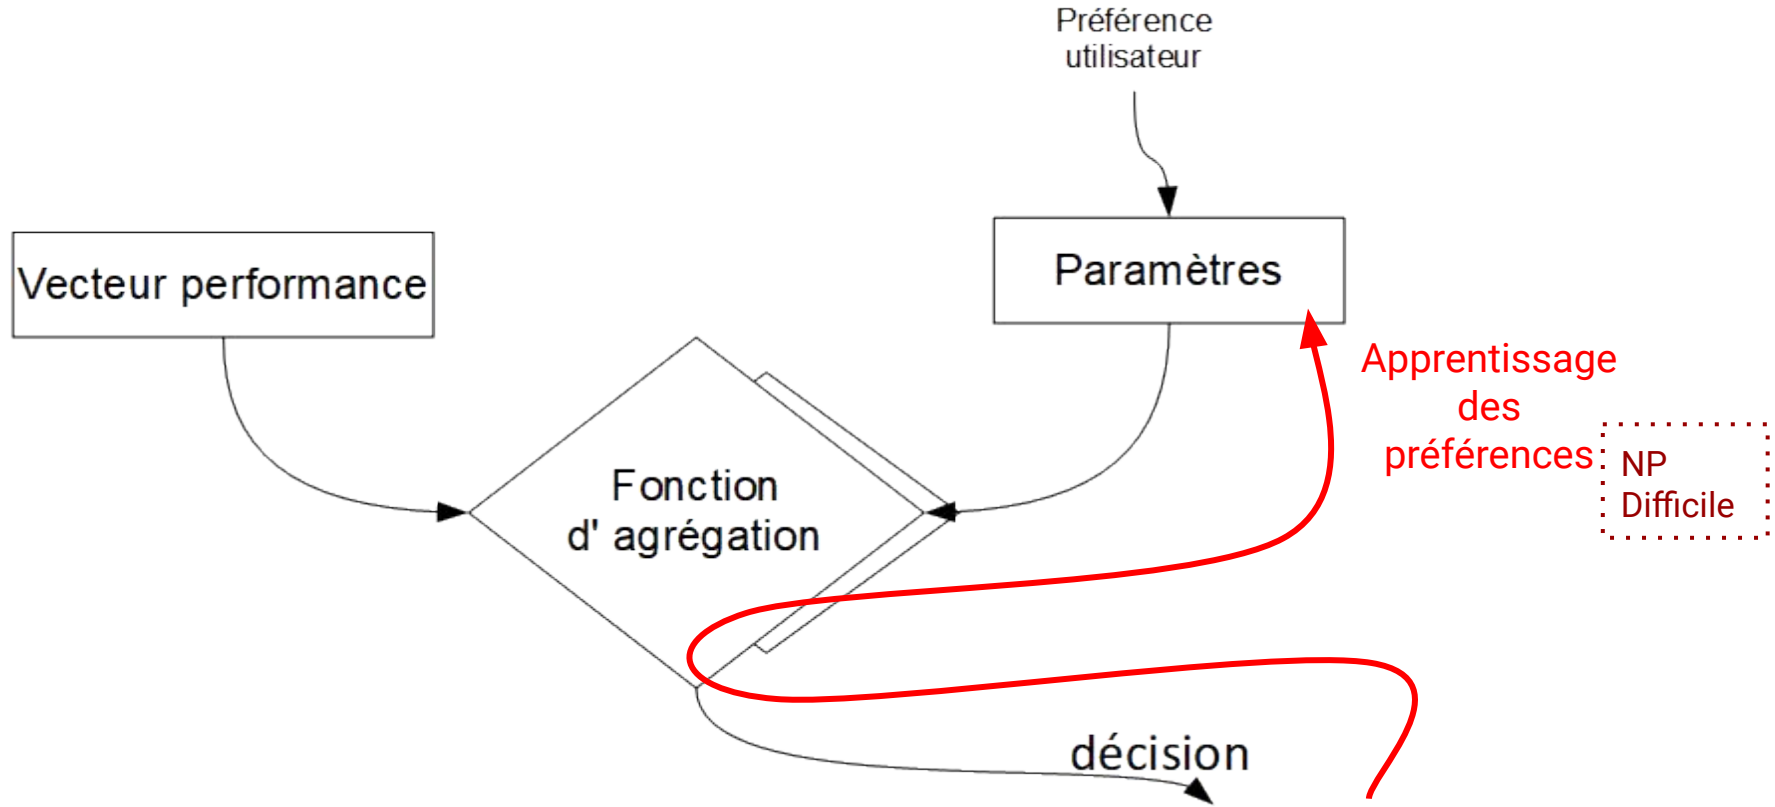 Préférence
utilisateur
Vecteur performance
Paramètres
Apprentissage
des
préférences
NP
Difficile
Fonction
d' agrégation
décision